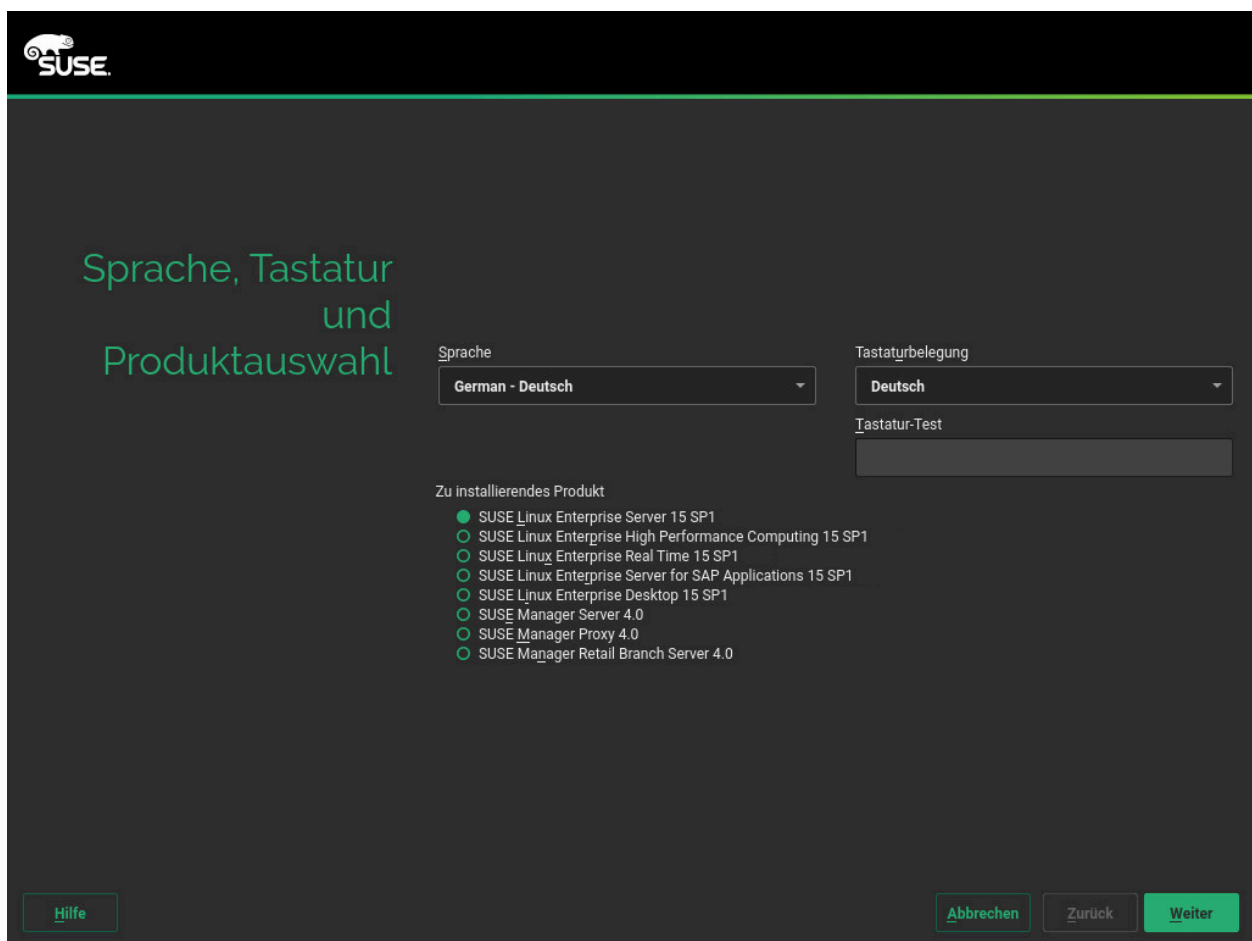 SUSE.
Sprache, Tastatur
und
Produktauswahl
Sprache
Tastaturbelegung
German - Deutsch
Deutsch
Tastatur-Test
Zu installierendes Produkt
SUSE Linux Enterprise Server 15 SP1
SUSE Linux Enterprise High Performance Computing 15 SP1
SUSE Linux Enterprise Real Time 15 SP1
SUSE Linux Enterprise Server for SAP Applications 15 SP1
SUSE Linux Enterprise Desktop 15 SP1
SUSE Manager Server 4.0
SUSE Manager Proxy 4.0
SUSE Manager Retail Branch Server 4.0
Hilfe
Abbrechen
Zurück
Weiter